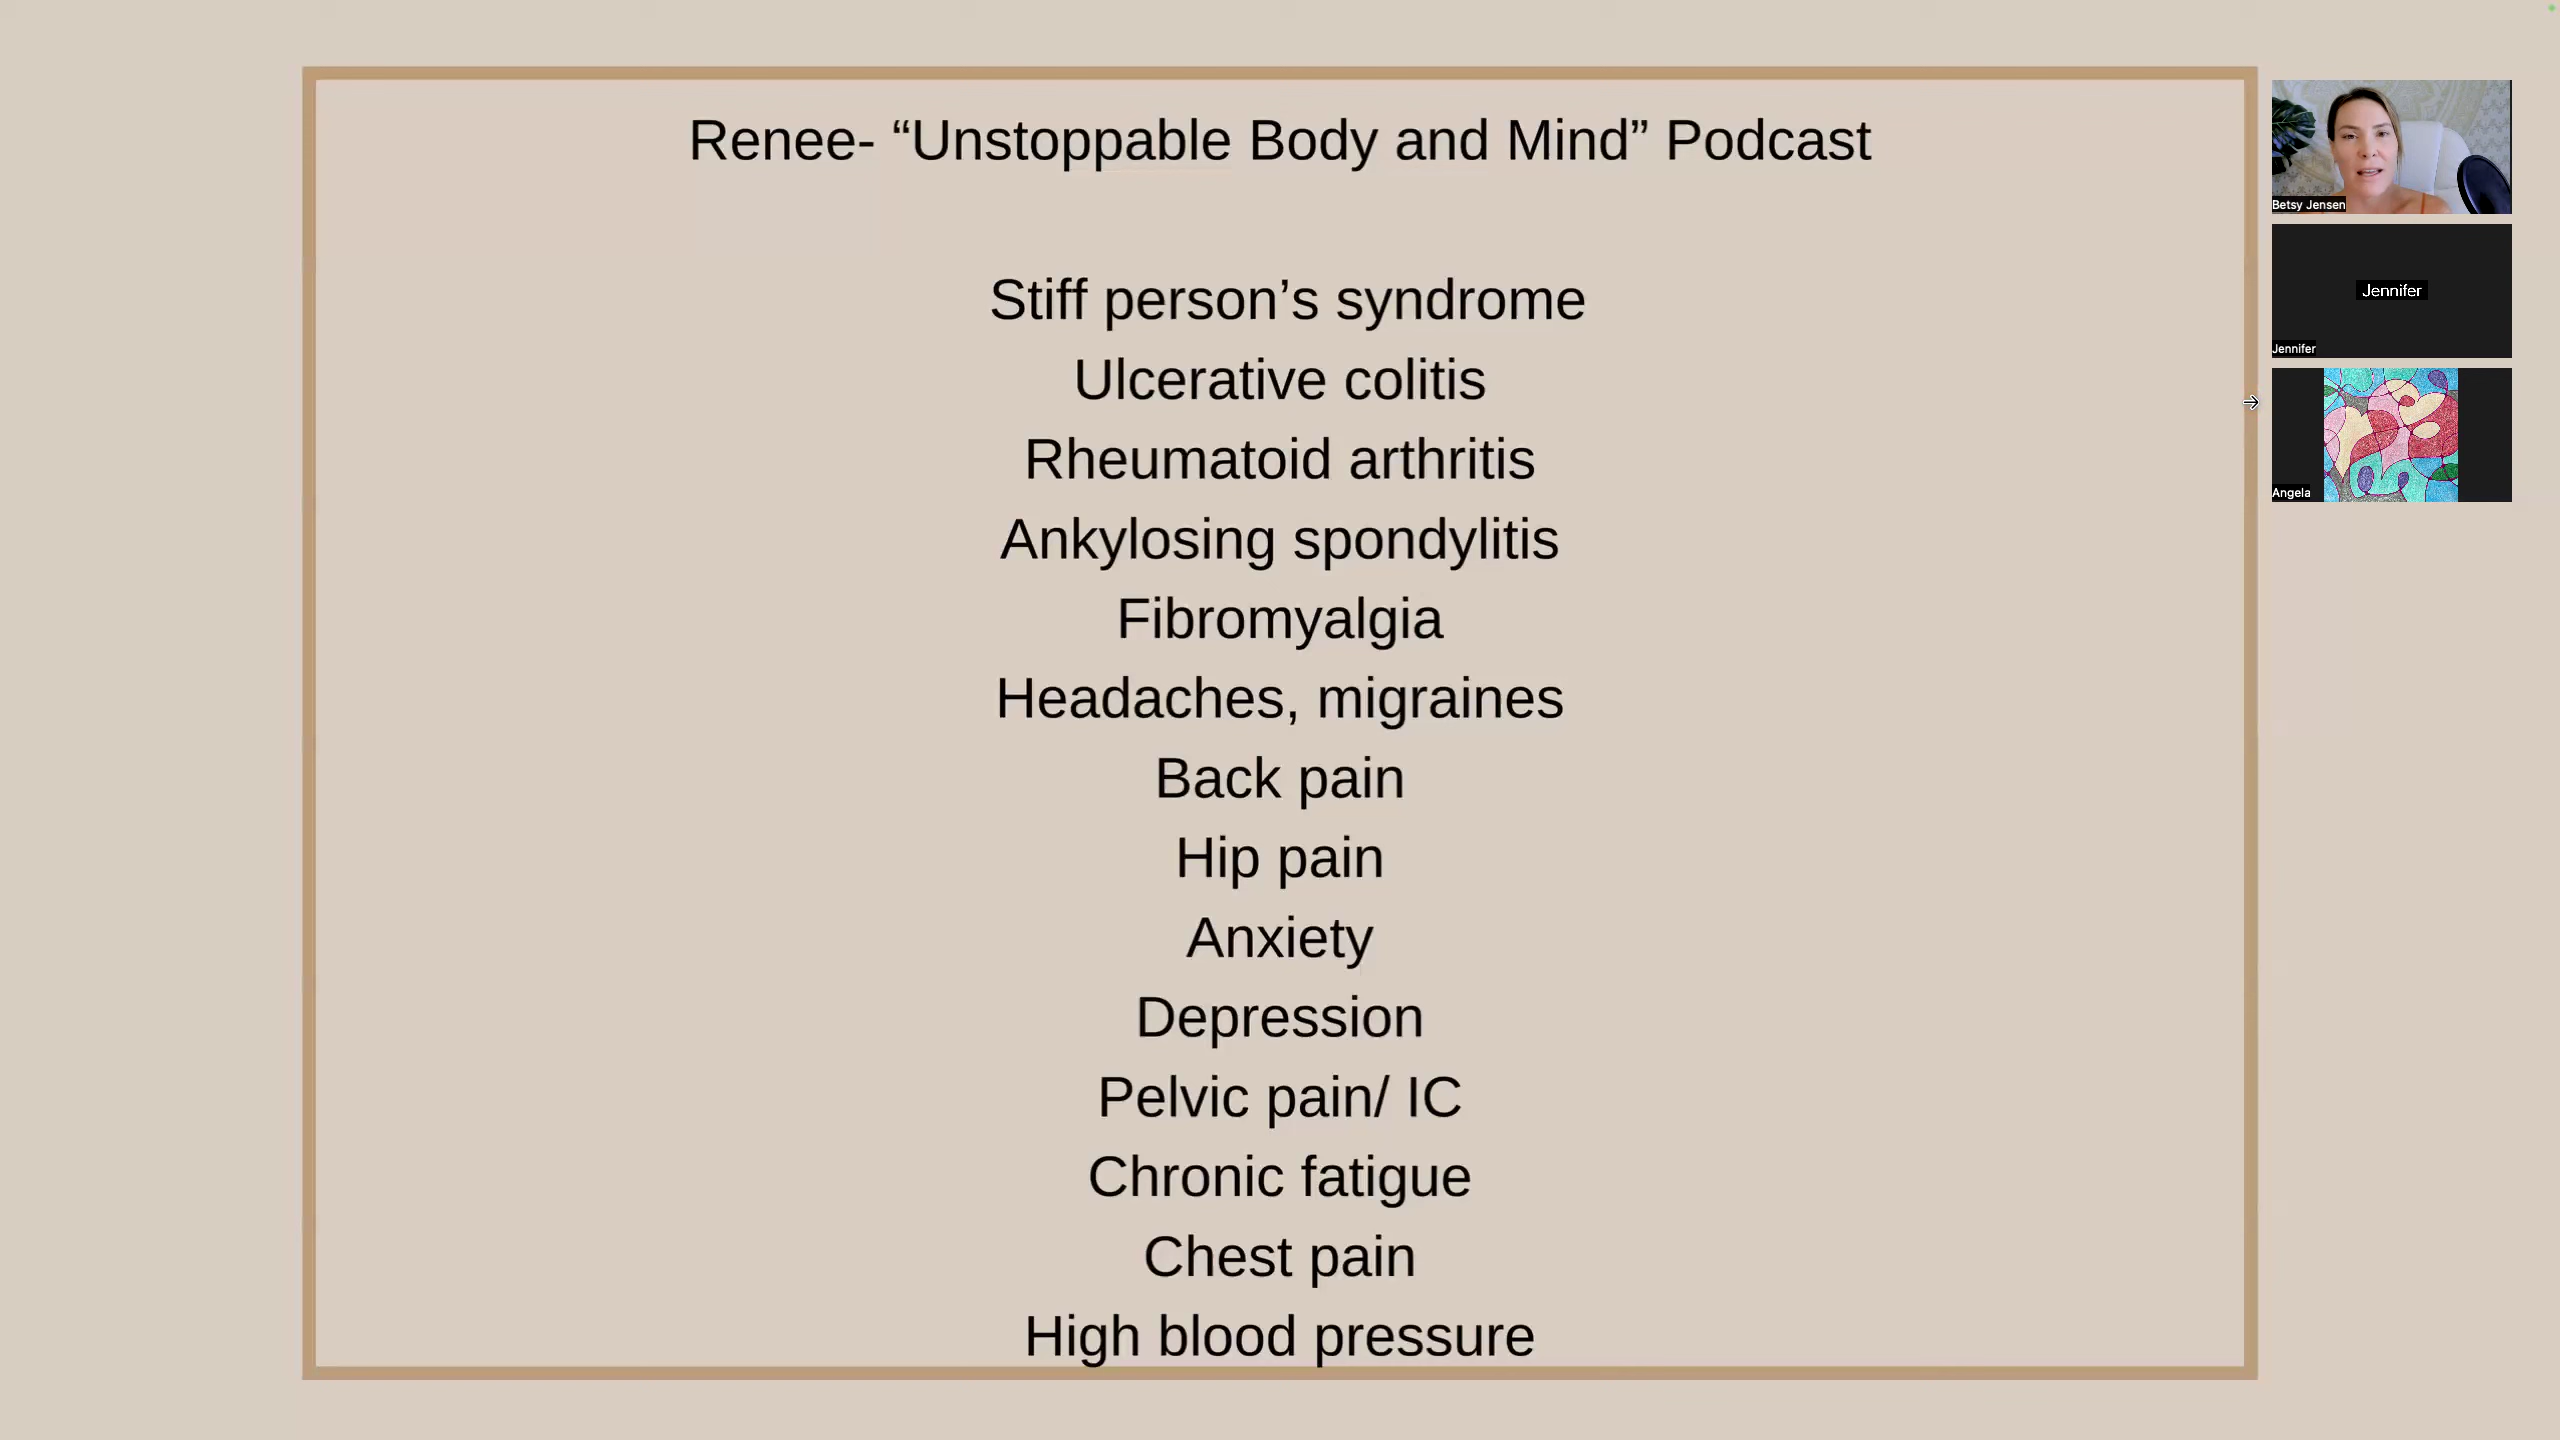 Renee- “Unstoppable Body and Mind” Podcast
Stiff person’s syndrome
Ulcerative colitis
Rheumatoid arthritis
Ankylosing spondylitis
Fibromyalgia
Headaches, migraines
Back pain
Hip pain
Anxiety
Depression
Pelvic pain/ IC
Chronic fatigue
Chest pain
High blood pressure
Betsy Jensen
Jennifer
Jennifer
Angela